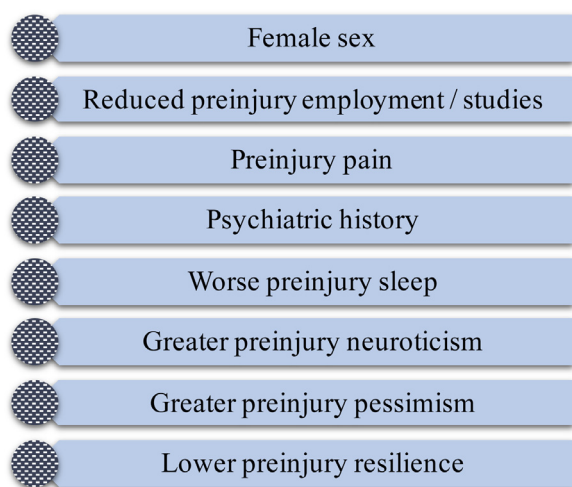 Female sex
Reduced preinjury employment / studies
Preinjury pain
Psychiatric history
Worse preinjury sleep
Greater preinjury neuroticism
Greater preinjury pessimism
Lower preinjury resilience